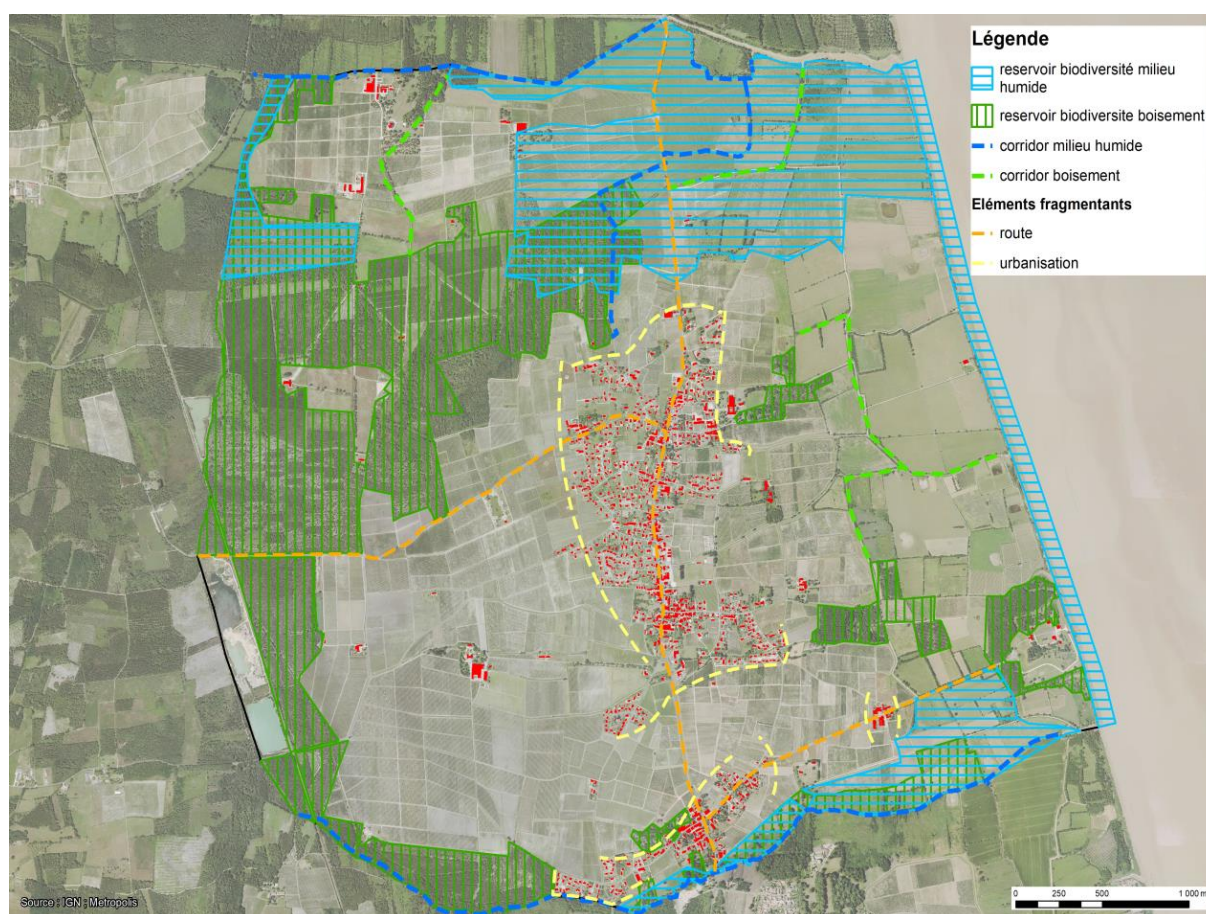 Légende
reservoir biodiversité milieu
humide
reservoir biodiversite boisement
corridor milieu humide
corridor boisement
Eléments fragmentants
route
urbanisation
Source : IGN - Metropolis
0 250 500 1 000 m